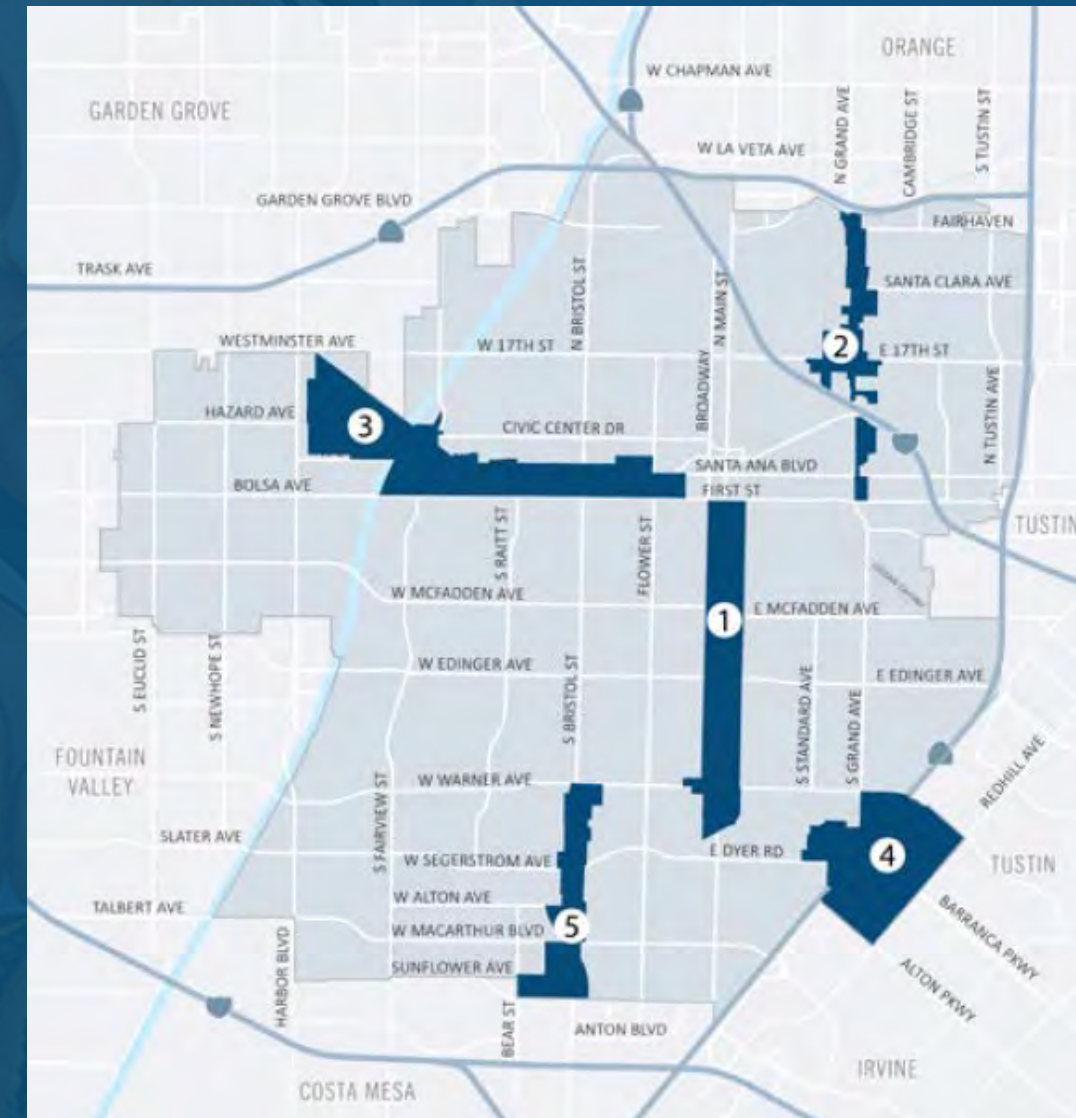 ORANGE
W CHAPMAN AVE
GARDEN GROVE
N GRAND AVE
CAMBRIDGE ST
S TUSTIN ST
W LA VETA AVE
GARDEN GROVE BLVD
FAIRHAVEN
TRASK AVE
SANTA CLARA AVE
N BRISTOL ST
N MAIN ST
WESTMINSTER AVE
W 17TH ST
2
E 17TH ST
BROADWAY
N TUSTIN AVE
HAZARD AVE
3
CIVIC CENTER DR
SANTA ANA BLVD
BOLSA AVE
FIRST ST
TUSTIN
S RAITT ST
FLOWER ST
W MCFADDEN AVE
1
E MCFADDEN AVE
S EUCLID ST
S NEWHOPE ST
W EDINGER AVE
S BRISTOL ST
E EDINGER AVE
S STANDARD AVE
S GRAND AVE
FOUNTAIN
VALLEY
W WARNER AVE
REDHILL AVE
S FAIRVIEW ST
SLATER AVE
W SEGERSTROM AVE
E DYER RD
4
TUSTIN
W ALTON AVE
TALBERT AVE
5
W MACARTHUR BLVD
BARRANCA PKWY
SUNFLOWER AVE
HARBOR BLVD
ALTON PKWY
BEAR ST
ANTON BLVD
IRVINE
COSTA MESA